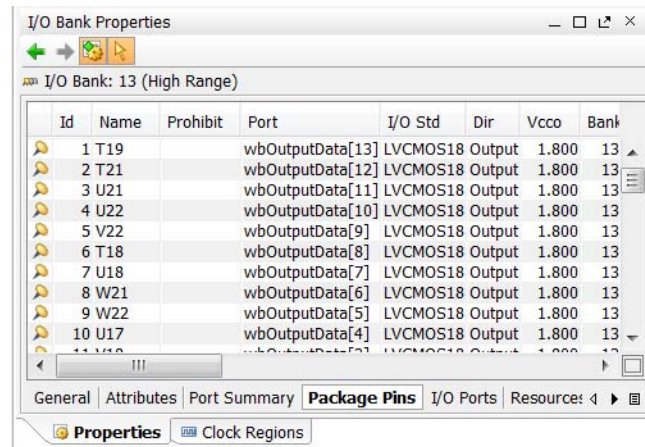 I/O Bank Properties
I/O Bank: 13 (High Range)
Id Name Prohibit Port I/O Std Dir Vcco Bank
1 T19 wbOutputData[13] LVCMOS18 Output 1.800 13
2 T21 wbOutputData[12] LVCMOS18 Output 1.800 13
3 U21 wbOutputData[11] LVCMOS18 Output 1.800 13
4 U22 wbOutputData[10] LVCMOS18 Output 1.800 13
5 V22 wbOutputData[9] LVCMOS18 Output 1.800 13
6 T18 wbOutputData[8] LVCMOS18 Output 1.800 13
7 U18 wbOutputData[7] LVCMOS18 Output 1.800 13
8 W21 wbOutputData[6] LVCMOS18 Output 1.800 13
9 W22 wbOutputData[5] LVCMOS18 Output 1.800 13
10 U17 wbOutputData[4] LVCMOS18 Output 1.800 13
General Attributes Port Summary Package Pins I/O Ports Resources
Properties Clock Regions